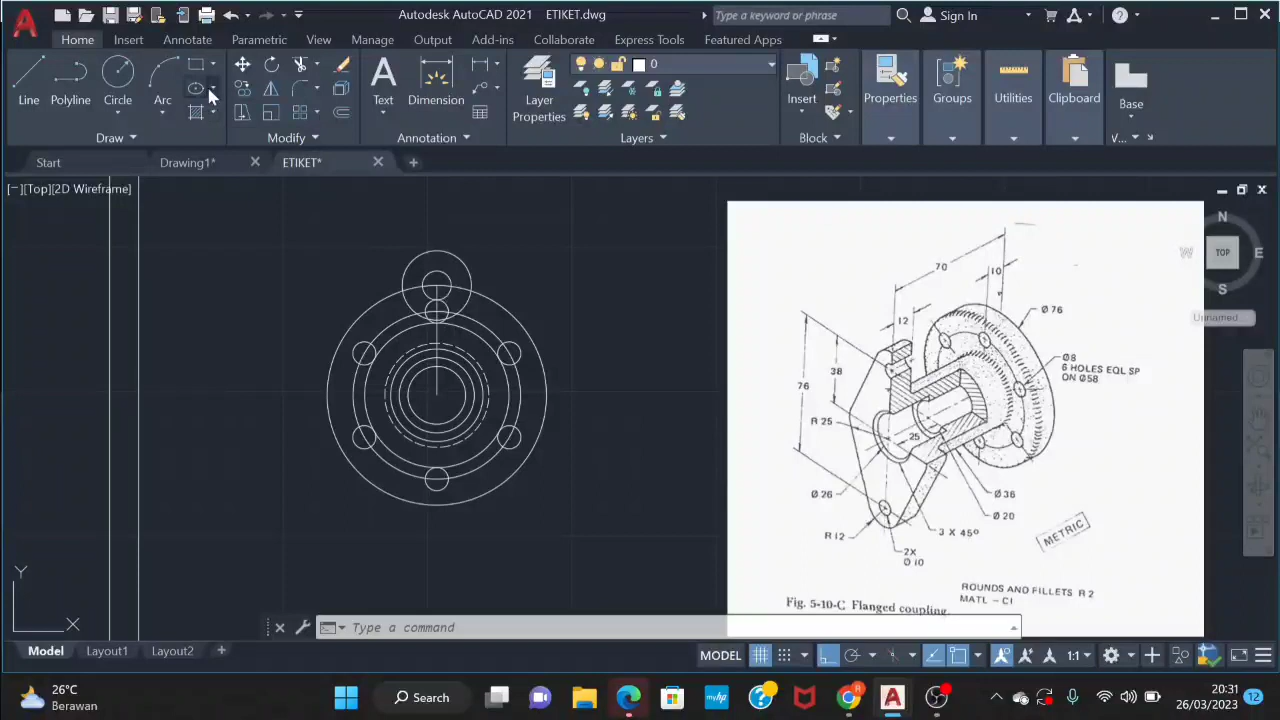 Autodesk AutoCAD 2021 ETIKET.dwg
Type a keyword or phrase
Sign In
Home Insert Annotate Parametric View Manage Output Add-ins Collaborate Express Tools Featured Apps
Line Polyline Circle Arc
Text Dimension
Layer
Properties
0
Insert
Properties Groups Utilities Clipboard Base
Draw Modify Annotation Layers Block V...
Start Drawing1* ETIKET*
[−][Top][2D Wireframe]
N
W TOP E
S
Unnamed...
70
10
Ø 76
12
38
76
Ø8
6 HOLES EQL SP
ON Ø58
R 25
25
Ø 26
Ø 36
Ø 20
R 12
3 X 45º
2X
Ø 10
METRIC
ROUNDS AND FILLETS R 2
MATL - CI
Fig. 5-10-C Flanged coupling.
Y
X
Type a command
Model Layout1 Layout2
MODEL
1:1
26°C
Berawan
Search
20:31
26/03/2023
12